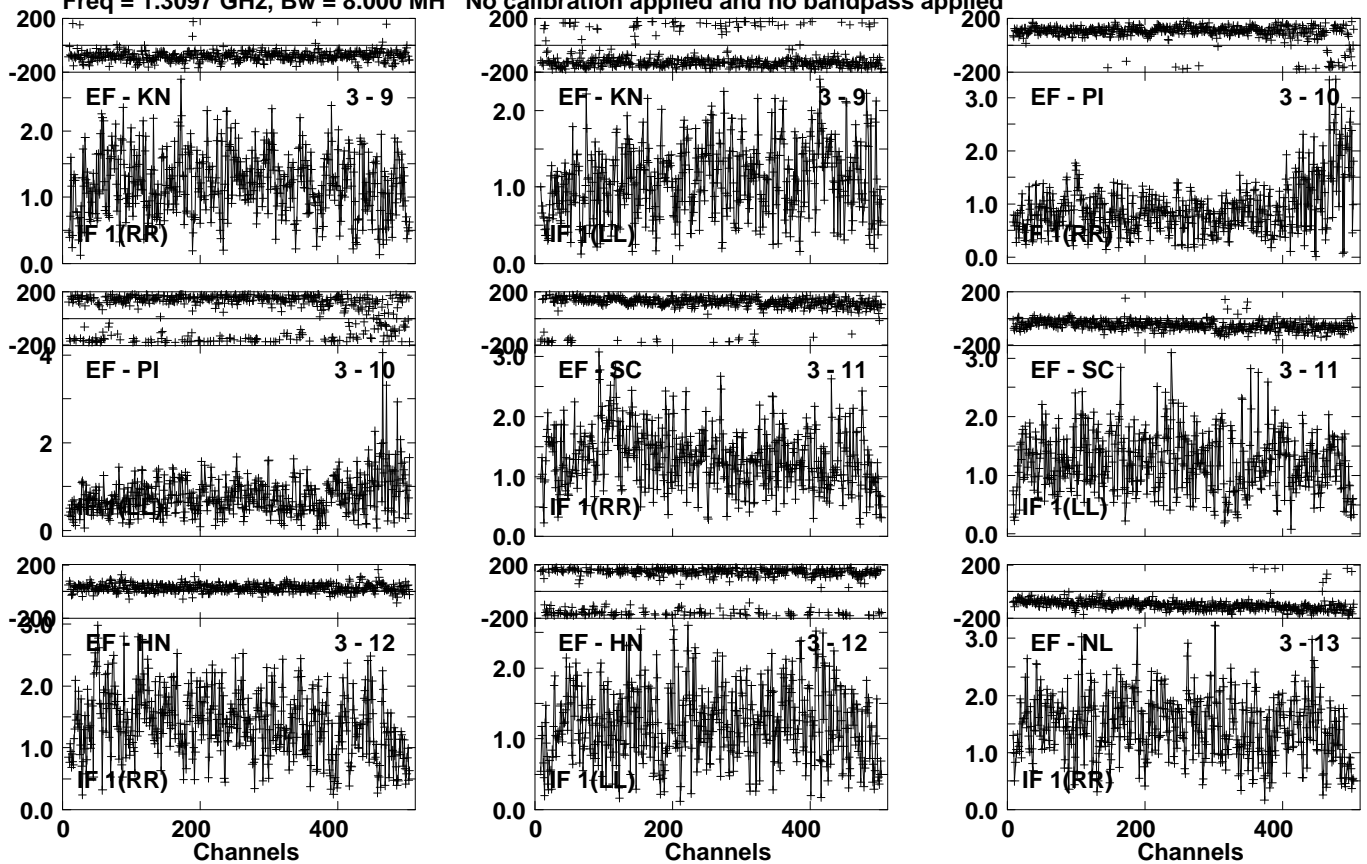 Freq = 1.3097 GHz, Bw = 8.000 MH No calibration applied and no bandpass applied
200 200 200
-200 -200 -200
EF - KN 3 - 9 EF - KN 3 - 9 EF - PI 3 - 10
3.0
2.0 2.0
2.0
1.0 1.0 1.0
IF 1(RR) IF 1(LL) IF 1(RR)
0.0 0.0 0.0
200 200 200
-200 -200 -200
4 3.0 3.0
EF - PI 3 - 10 EF - SC 3 - 11 EF - SC 3 - 11
2 2.0 2.0
1.0 1.0
IF 1(LL) IF 1(RR) IF 1(LL)
0 0.0 0.0
200 200 200
-200 -200 -200
3.0
EF - HN 3 - 12 EF - HN 3 - 12 EF - NL 3 - 13
3.0
2.0 2.0 2.0
1.0 1.0 1.0
IF 1(RR) IF 1(LL) IF 1(RR)
0.0 0.0 0.0
0 200 400 0 200 400 0 200 400
Channels Channels Channels